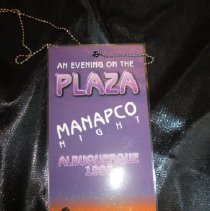 AN EVENING ON THE
PLAZA
MANAPCO
NIGHT
ALBUQUERQUE